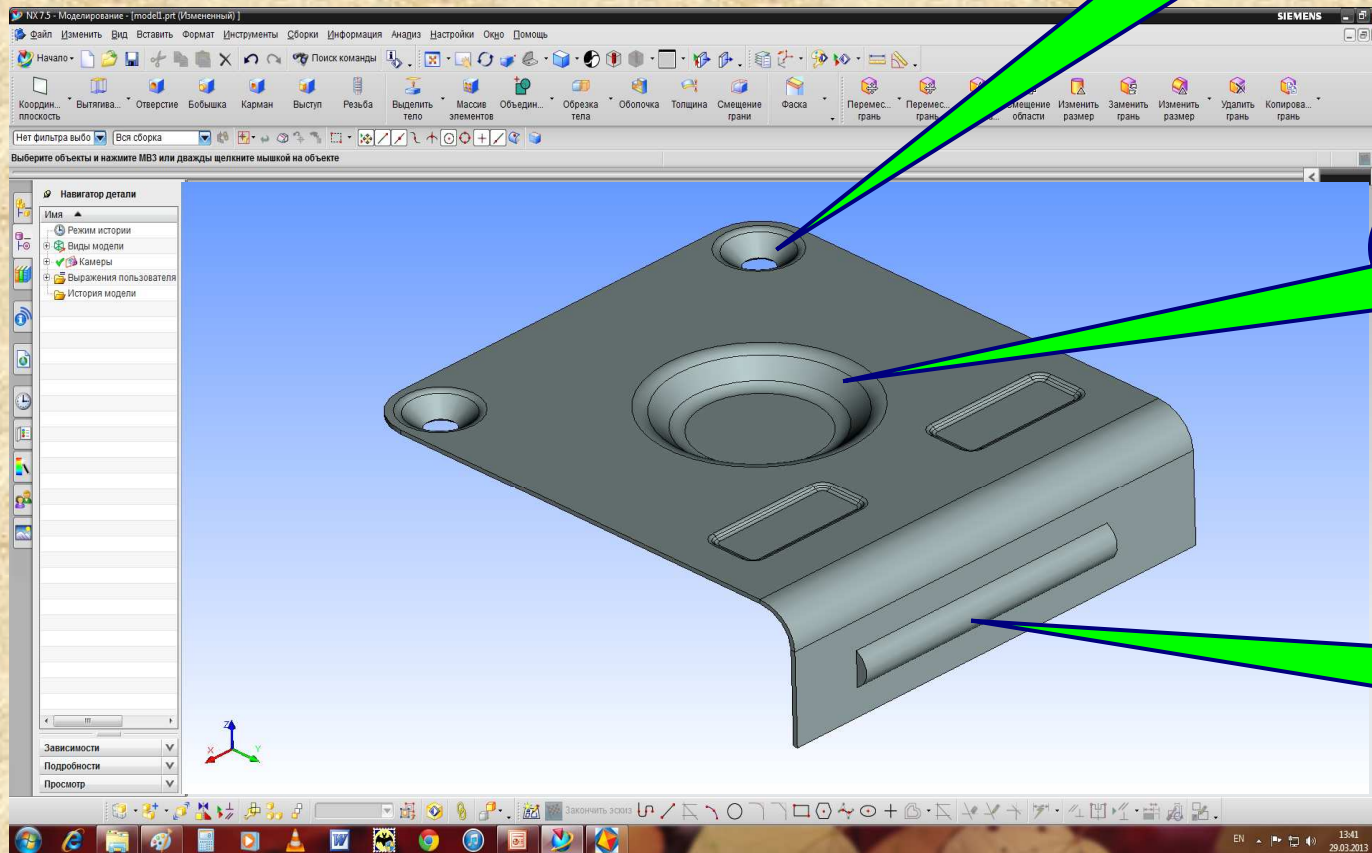 NX 7.5 - Моделирование - [model1.prt (Измененный) ]
SIEMENS
Файл Изменить Вид Вставить Формат Инструменты Сборки Информация Анализ Настройки Окно Помощь
Начало
Поиск команды
Координ... плоскость
Вытягива...
Отверстие
Бобышка
Карман
Выступ
Резьба
Выделить тело
Массив элементов
Объедин...
Обрезка тела
Оболочка
Толщина
Смещение грани
Фаска
Перемес... грань
Перемес... грань
области
Изменить размер
Заменить грань
Изменить размер
Удалить грань
Копирова... грань
Нет фильтра выбо
Вся сборка
Выберите объекты и нажмите MB3 или дважды щелкните мышкой на объекте
Навигатор детали
Имя
Режим истории
Виды модели
Камеры
Выражения пользователя
История модели
Z
X
Y
Зависимости
Подробности
Просмотр
Закончить эскиз
EN
13:41
29.03.2013